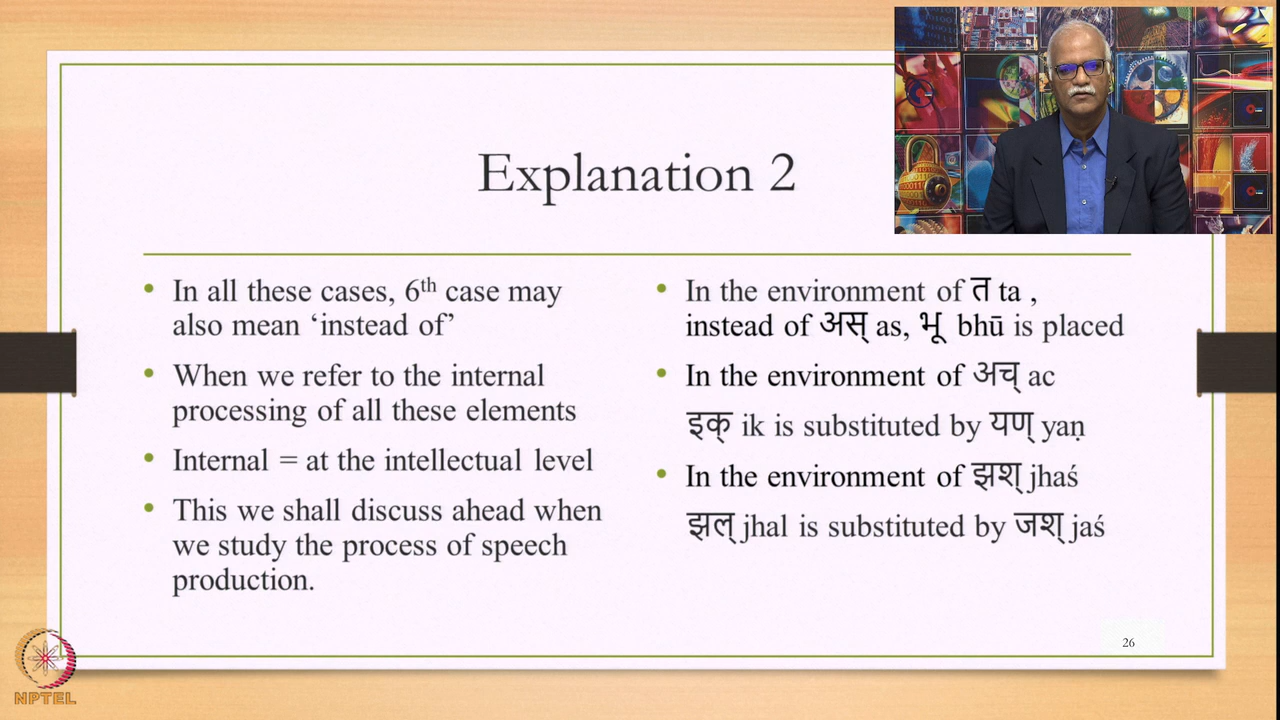 Explanation 2
In all these cases, 6th case may
also mean ‘instead of’
When we refer to the internal
processing of all these elements
Internal = at the intellectual level
This we shall discuss ahead when
we study the process of speech
production.
In the environment of त ta ,
instead of अस् as, भू bhū is placed
In the environment of अच् ac
इक् ik is substituted by यण् yaṇ
In the environment of झश् jhaś
झल् jhal is substituted by जश् jaś
26
NPTEL